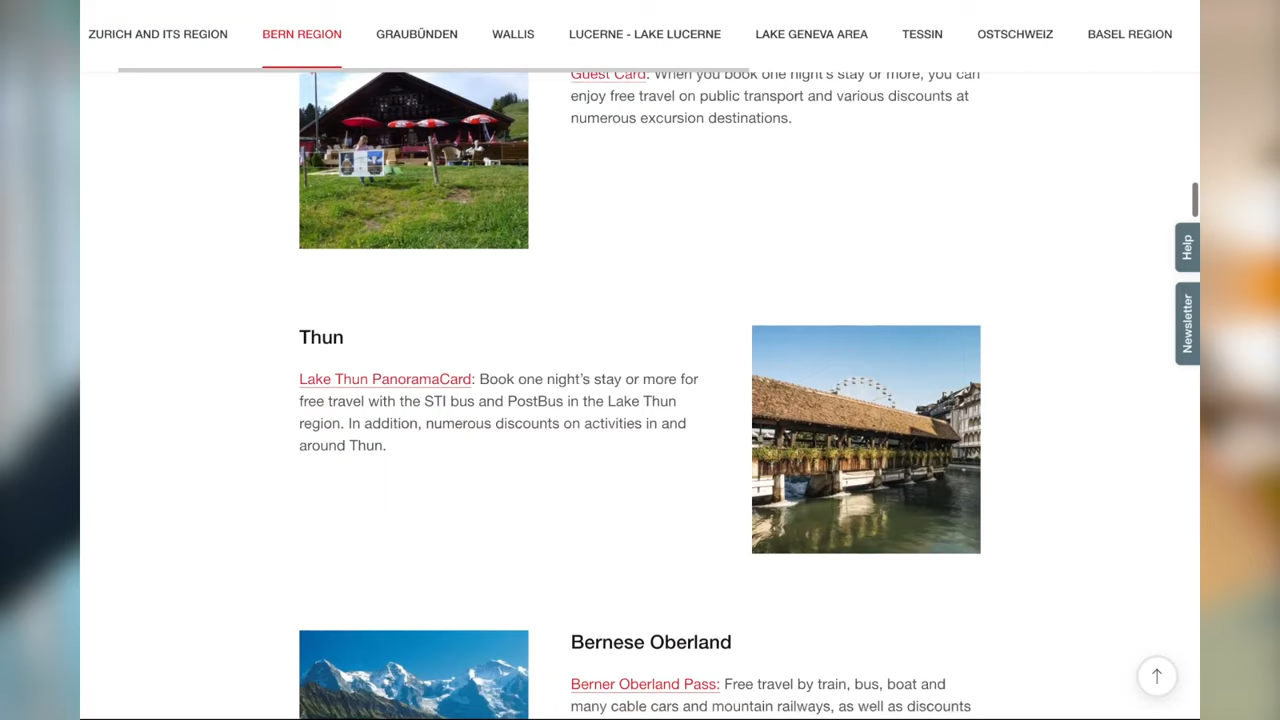 ZURICH AND ITS REGION BERN REGION GRAUBÜNDEN WALLIS LUCERNE - LAKE LUCERNE LAKE GENEVA AREA TESSIN OSTSCHWEIZ BASEL REGION
Guest Card: When you book one night's stay or more, you can
enjoy free travel on public transport and various discounts at
numerous excursion destinations.
Help
Newsletter
Thun
Lake Thun PanoramaCard: Book one night's stay or more for
free travel with the STI bus and PostBus in the Lake Thun
region. In addition, numerous discounts on activities in and
around Thun.
Bernese Oberland
Berner Oberland Pass: Free travel by train, bus, boat and
many cable cars and mountain railways, as well as discounts